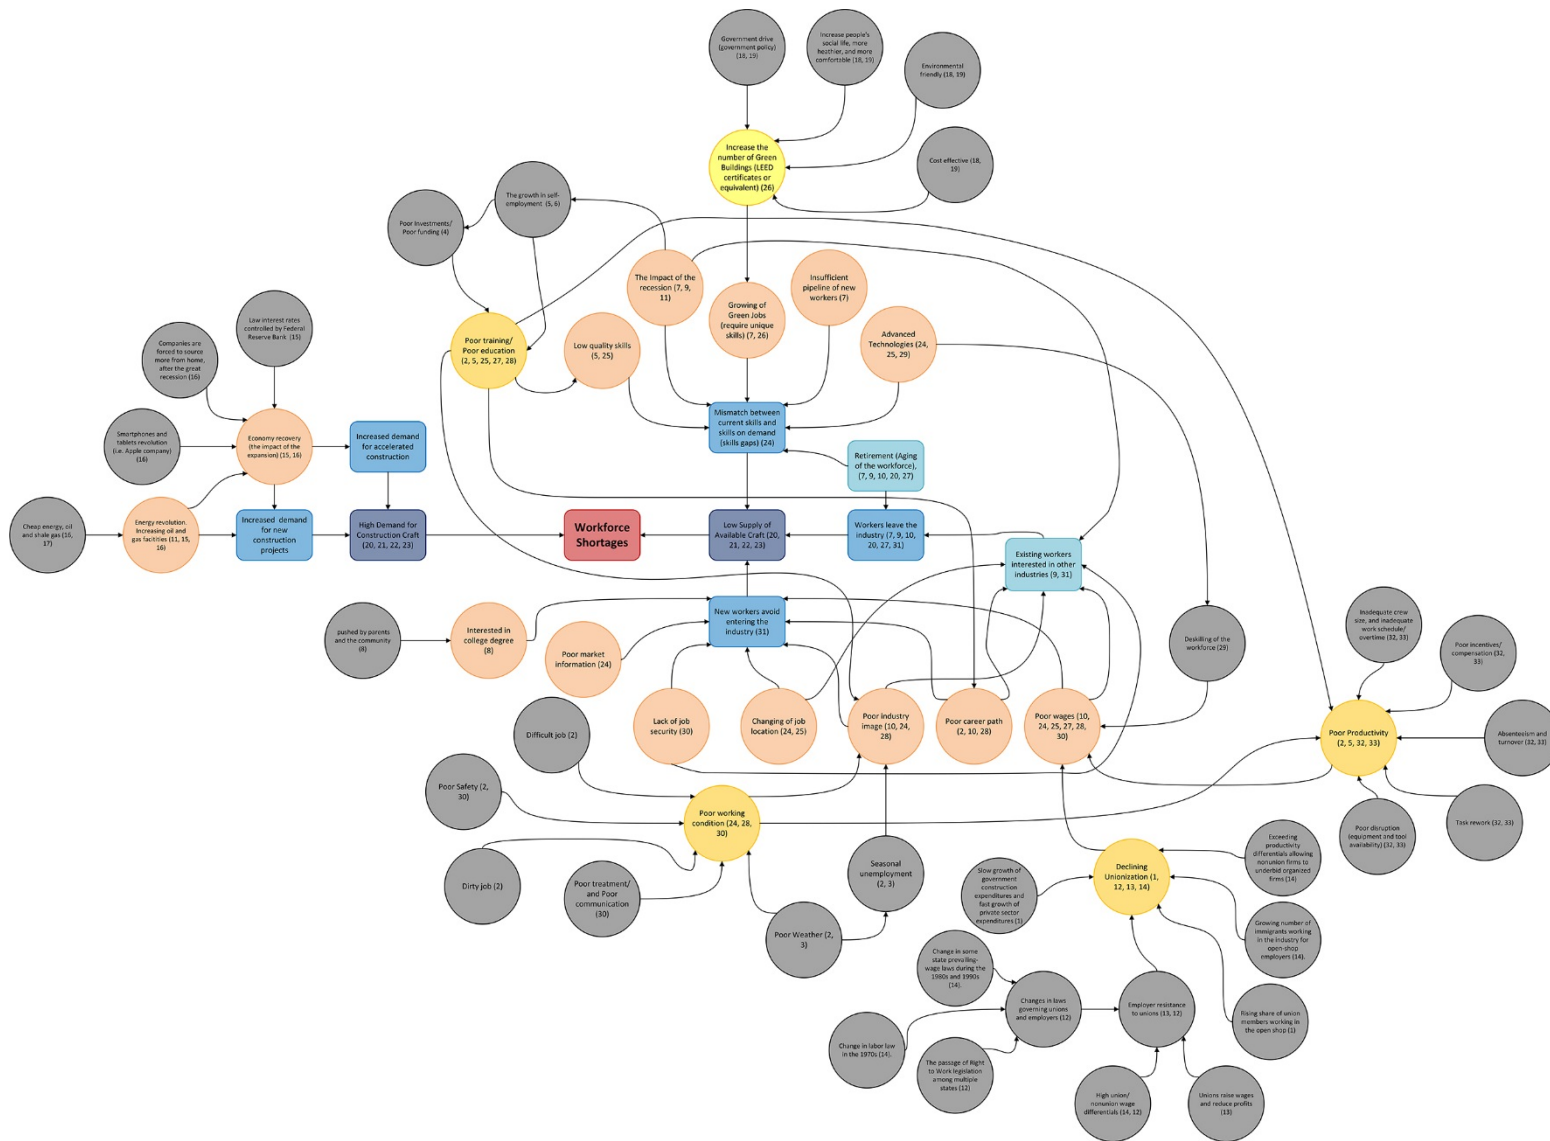 Government drive
(government policy)
(18, 19)
Increase people's
social life, more
heathier, and more
comfortable (18, 19)
Environmental
friendly (18, 19)
Increase the
number of Green
Buildings (LEED
certificates or
equivalent) (26)
Cost effective (18,
19)
The growth in self-
employment (5, 6)
Poor Investments/
Poor funding (4)
The Impact of the
recession (7, 9,
11)
Growing of
Green Jobs
(require unique
skills) (7, 26)
Insufficient
pipeline of new
workers (7)
Advanced
Technologies (24,
25, 29)
Low quality skills
(5, 25)
Poor training/
Poor education
(2, 5, 25, 27, 28)
Law interest rates
controlled by Federal
Reserve Bank (15)
Companies are
forced to source
more from home,
after the great
recession (16)
Smartphones and
tablets revolution
(i.e. Apple company)
(16)
Economy recovery
(the impact of the
expansion) (15, 16)
Increased demand
for accelerated
construction
Mismatch between
current skills and
skills on demand
(skills gaps) (24)
Retirement (Aging
of the workforce),
(7, 9, 10, 20, 27)
Cheap energy, oil
and shale gas (16,
17)
Energy revolution.
Increasing oil and
gas facitities (11, 15,
16)
Increased demand
for new
construction
projects
High Demand for
Construction Craft
(20, 21, 22, 23)
Workforce
Shortages
Low Supply of
Available Craft (20,
21, 22, 23)
Workers leave the
industry (7, 9, 10,
20, 27, 31)
Existing workers
interested in other
industries (9, 31)
pushed by parents
and the community
(8)
Interested in
college degree
(8)
Poor market
information (24)
New workers avoid
entering the
industry (31)
Deskilling of the
workforce (29)
Inadequate crew
size, and inadequate
work schedule/
overtime (32, 33)
Poor incentives/
compensation (32,
33)
Lack of job
security (30)
Changing of job
location (24, 25)
Poor industry
image (10, 24,
28)
Poor career path
(2, 10, 28)
Poor wages (10,
24, 25, 27, 28,
30)
Poor Productivity
(2, 5, 32, 33)
Absenteeism and
turnover (32, 33)
Difficult job (2)
Poor Safety (2,
30)
Poor working
condition (24, 28,
30)
Dirty job (2)
Poor treatment/
and Poor
communication
(30)
Poor Weather (2,
3)
Seasonal
unemployment
(2, 3)
Poor disruption
(equipment and tool
availability) (32, 33)
Task rework (32, 33)
Slow growth of
government
construction
expenditures and
fast growth of
private sector
expenditures (1)
Declining
Unionization (1,
12, 13, 14)
Exceeding
productivity
differentials allowing
nonunion firms to
underbid organized
firms (14)
Growing number of
immigrants working
in the industry for
open-shop
employers (14).
Change in some
state prevailing-
wage laws during the
1980s and 1990s
(14).
Changes in laws
governing unions
and employers (12)
Employer resistance
to unions (13, 12)
Rising share of union
members working in
the open shop (1)
Change in labor law
in the 1970s (14).
The passage of Right
to Work legislation
among multiple
states (12)
High union/
nonunion wage
differentials (14, 12)
Unions raise wages
and reduce profits
(13)